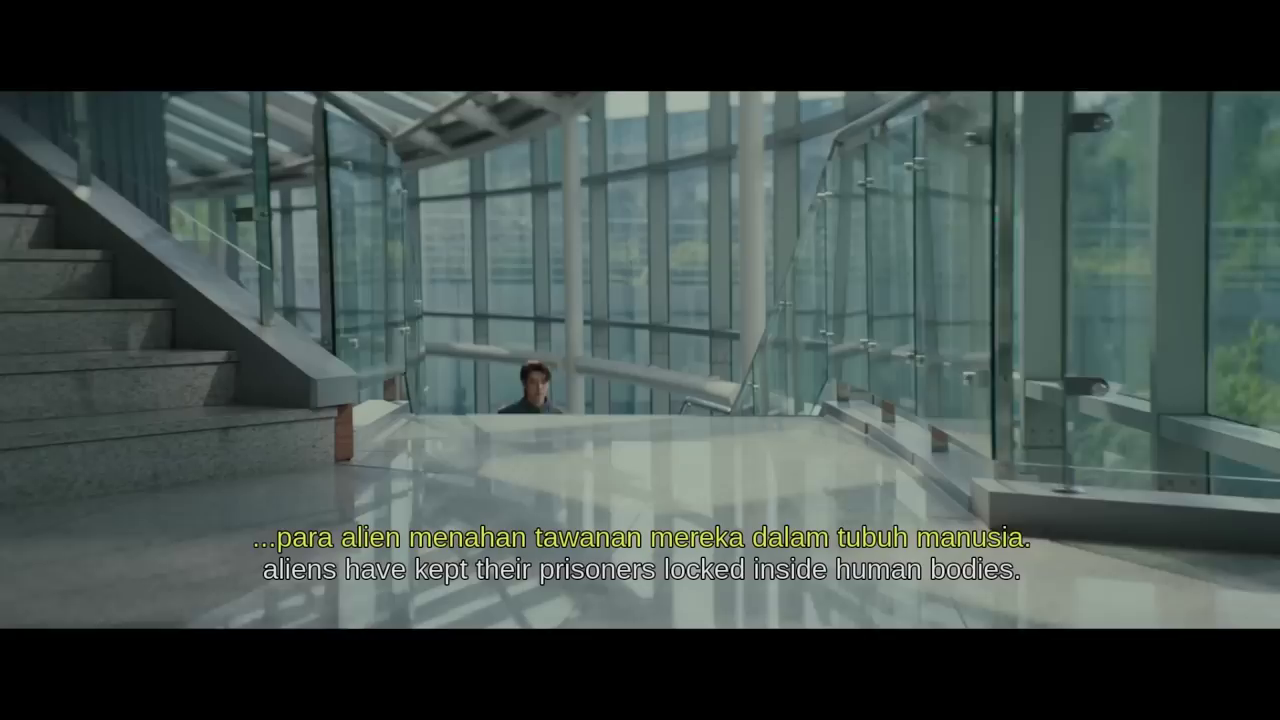 ...para alien menahan tawanan mereka dalam tubuh manusia.
aliens have kept their prisoners locked inside human bodies.